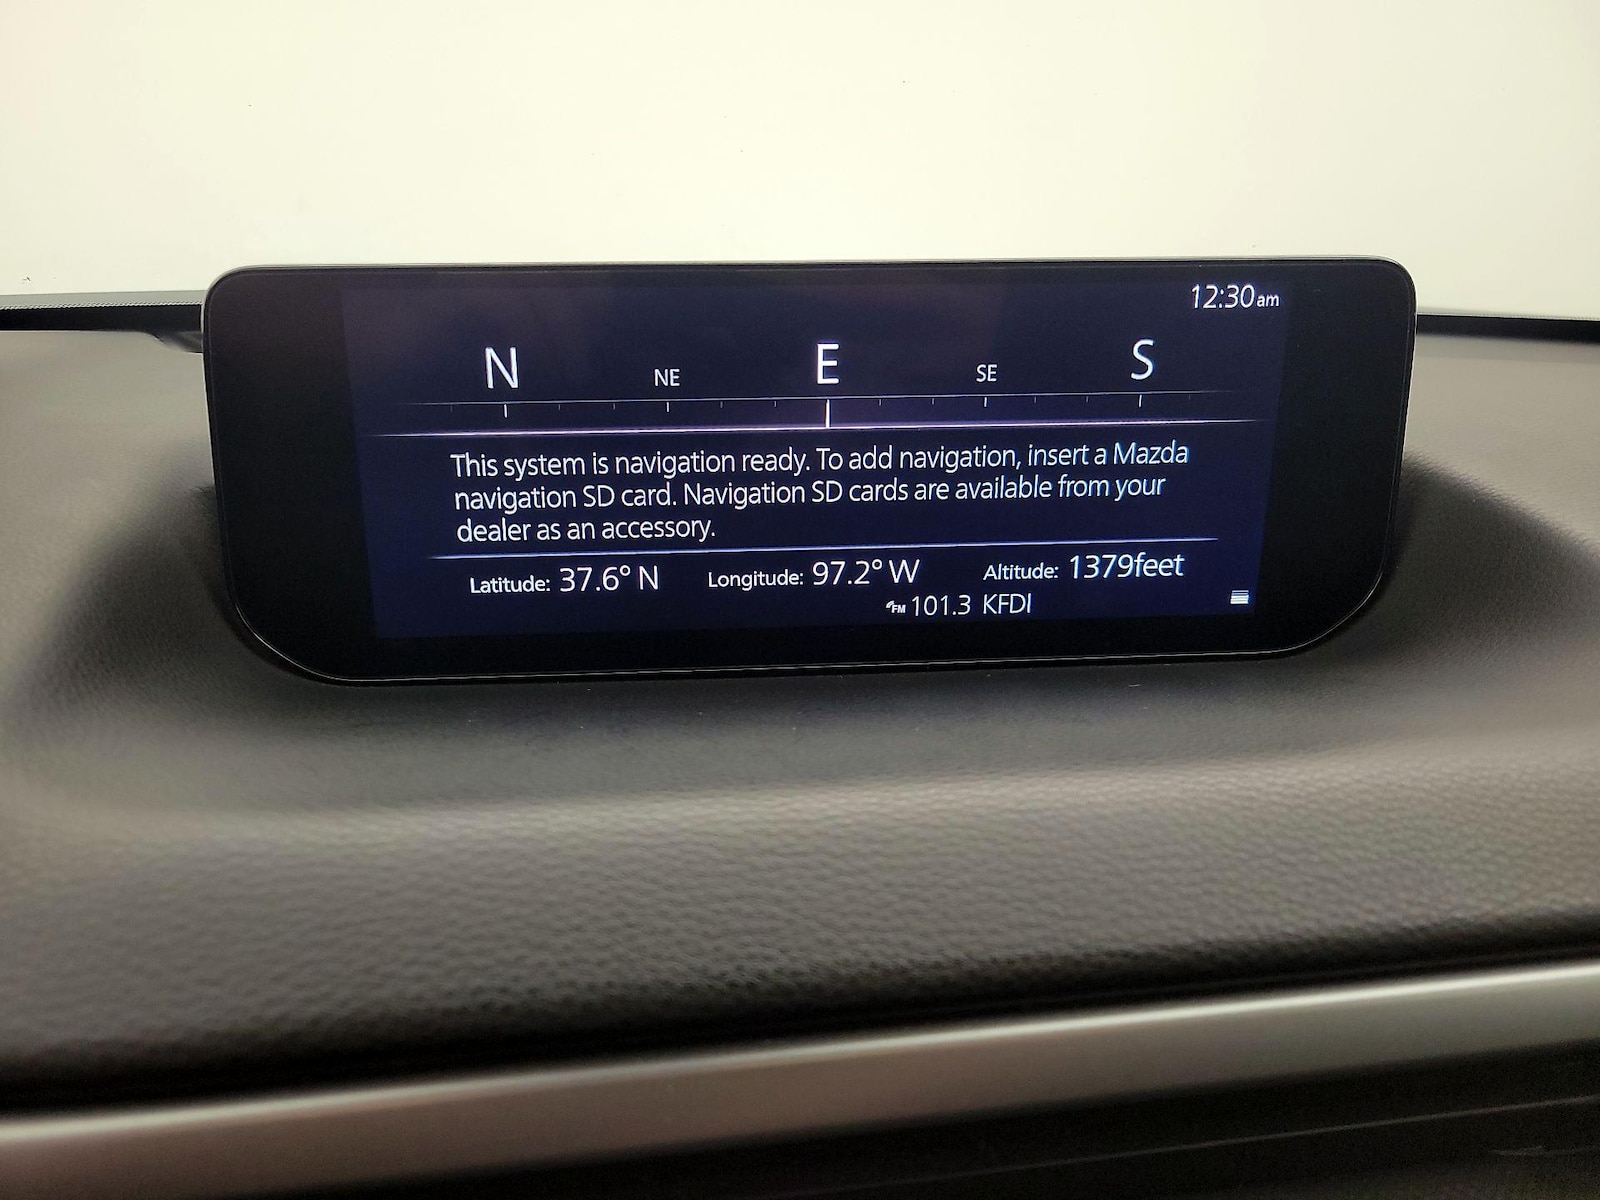 12:30am
N NE E SE S
This system is navigation ready. To add navigation, insert a Mazda
navigation SD card. Navigation SD cards are available from your
dealer as an accessory.
Latitude: 37.6° N Longitude: 97.2° W Altitude: 1379feet
FM 101.3 KFDI